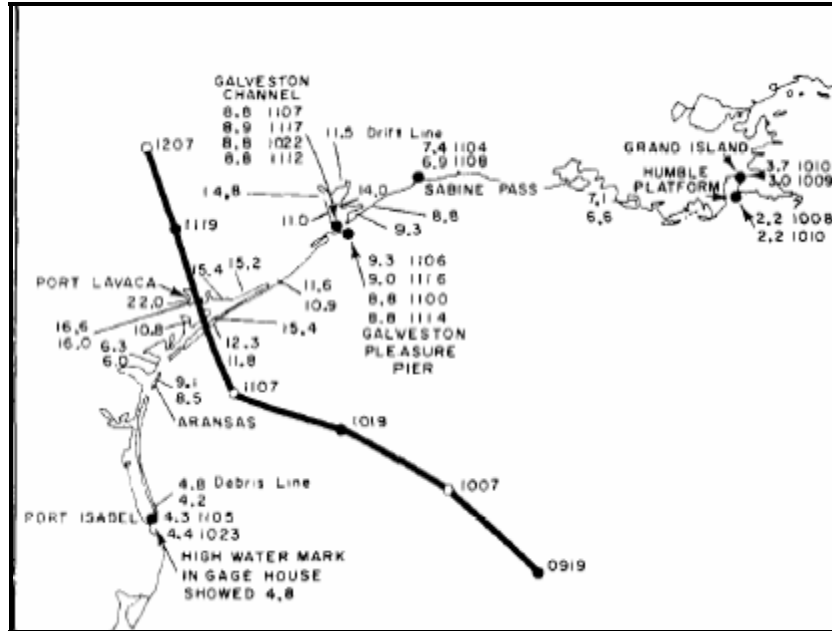 GALVESTON
CHANNEL
8.8 1107
8.9 1117
8.8 1022
8.8 1112
11.5 Drift Line
7.4 1104
6.9 1108
SABINE PASS
GRAND ISLAND
3.7 1010
3.0 1009
HUMBLE
PLATFORM
2.2 1008
2.2 1010
7.1
6.6
1207
14.8
14.0
11.0
8.8
9.3
1119
9.3 1106
9.0 1116
8.8 1100
8.8 1114
GALVESTON
PLEASURE
PIER
PORT LAVACA
15.4
15.2
22.0
11.6
10.9
16.6
16.0
10.8
15.4
12.3
11.8
6.3
6.0
9.1
8.5
ARANSAS
1107
1019
1007
0919
4.8 Debris Line
4.2
PORT ISABEL
4.3 1105
4.4 1023
HIGH WATER MARK
IN GAGE HOUSE
SHOWED 4.8